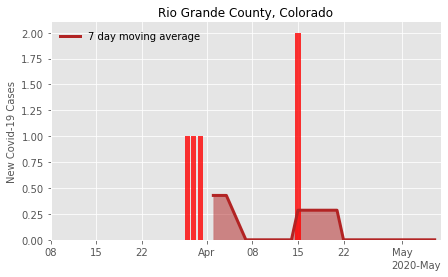 Rio Grande County, Colorado
7 day moving average
New Covid-19 Cases
2.00
1.75
1.50
1.25
1.00
0.75
0.50
0.25
0.00
08 15 22 Apr 08 15 22 May
2020-May